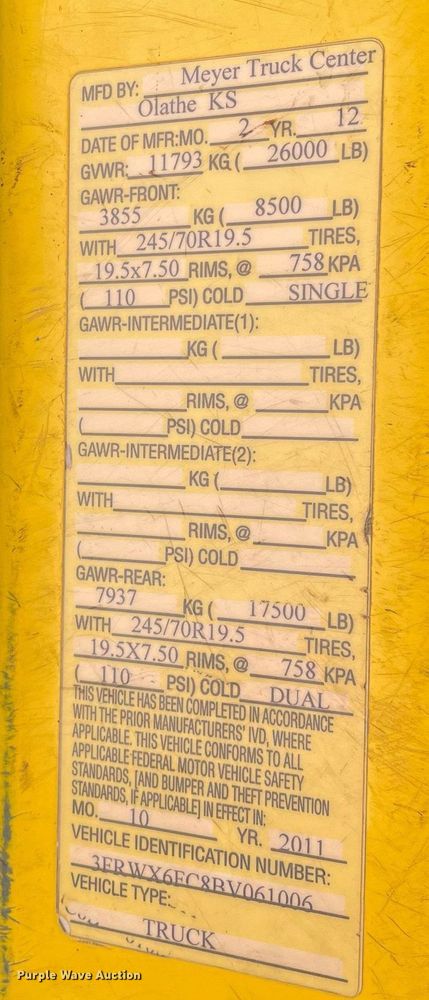 MFD BY: Meyer Truck Center
Olathe KS
DATE OF MFR:MO. 2 YR. 12
GVWR: 11793 KG ( 26000 LB)
GAWR-FRONT:
3855 KG ( 8500 LB)
WITH 245/70R19.5 TIRES,
19.5x7.50 RIMS, @ 758 KPA
( 110 PSI) COLD SINGLE
GAWR-INTERMEDIATE(1):
KG ( LB)
WITH TIRES,
RIMS, @ KPA
( PSI) COLD
GAWR-INTERMEDIATE(2):
KG ( LB)
WITH TIRES,
RIMS, @ KPA
( PSI) COLD
GAWR-REAR:
7937 KG ( 17500 LB)
WITH 245/70R19.5 TIRES,
19.5X7.50 RIMS, @ 758 KPA
( 110 PSI) COLD DUAL
THIS VEHICLE HAS BEEN COMPLETED IN ACCORDANCE
WITH THE PRIOR MANUFACTURERS' IVD, WHERE
APPLICABLE. THIS VEHICLE CONFORMS TO ALL
APPLICABLE FEDERAL MOTOR VEHICLE SAFETY
STANDARDS, [AND BUMPER AND THEFT PREVENTION
STANDARDS, IF APPLICABLE] IN EFFECT IN:
MO. 10 YR. 2011
VEHICLE IDENTIFICATION NUMBER:
3FRWX6FC8BV061006
VEHICLE TYPE:
TRUCK
Purple Wave Auction